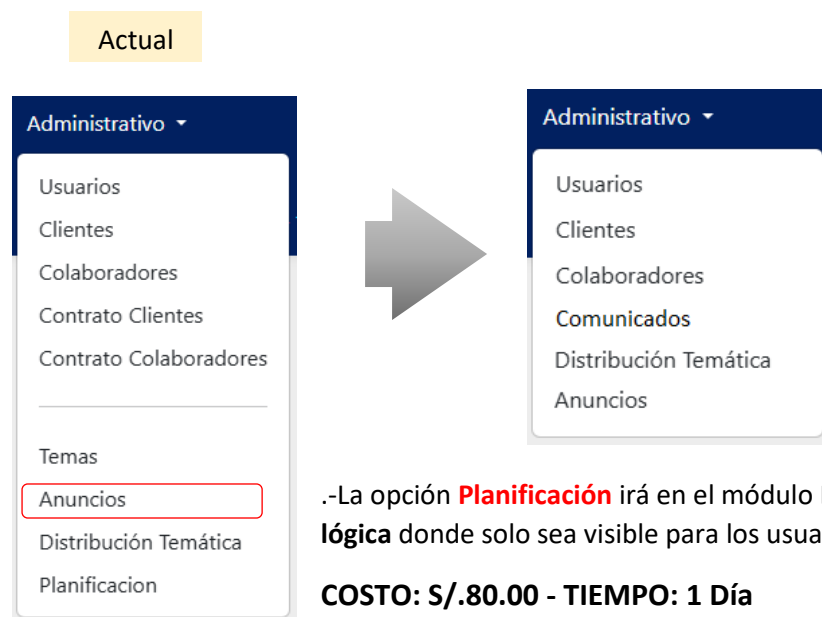 Actual
Administrativo
Usuarios
Clientes
Colaboradores
Contrato Clientes
Contrato Colaboradores
Temas
Anuncios
Distribución Temática
Planificacion
Administrativo
Usuarios
Clientes
Colaboradores
Comunicados
Distribución Temática
Anuncios
.-La opción Planificación irá en el módulo
lógica donde solo sea visible para los
COSTO: S/.80.00 - TIEMPO: 1 Día